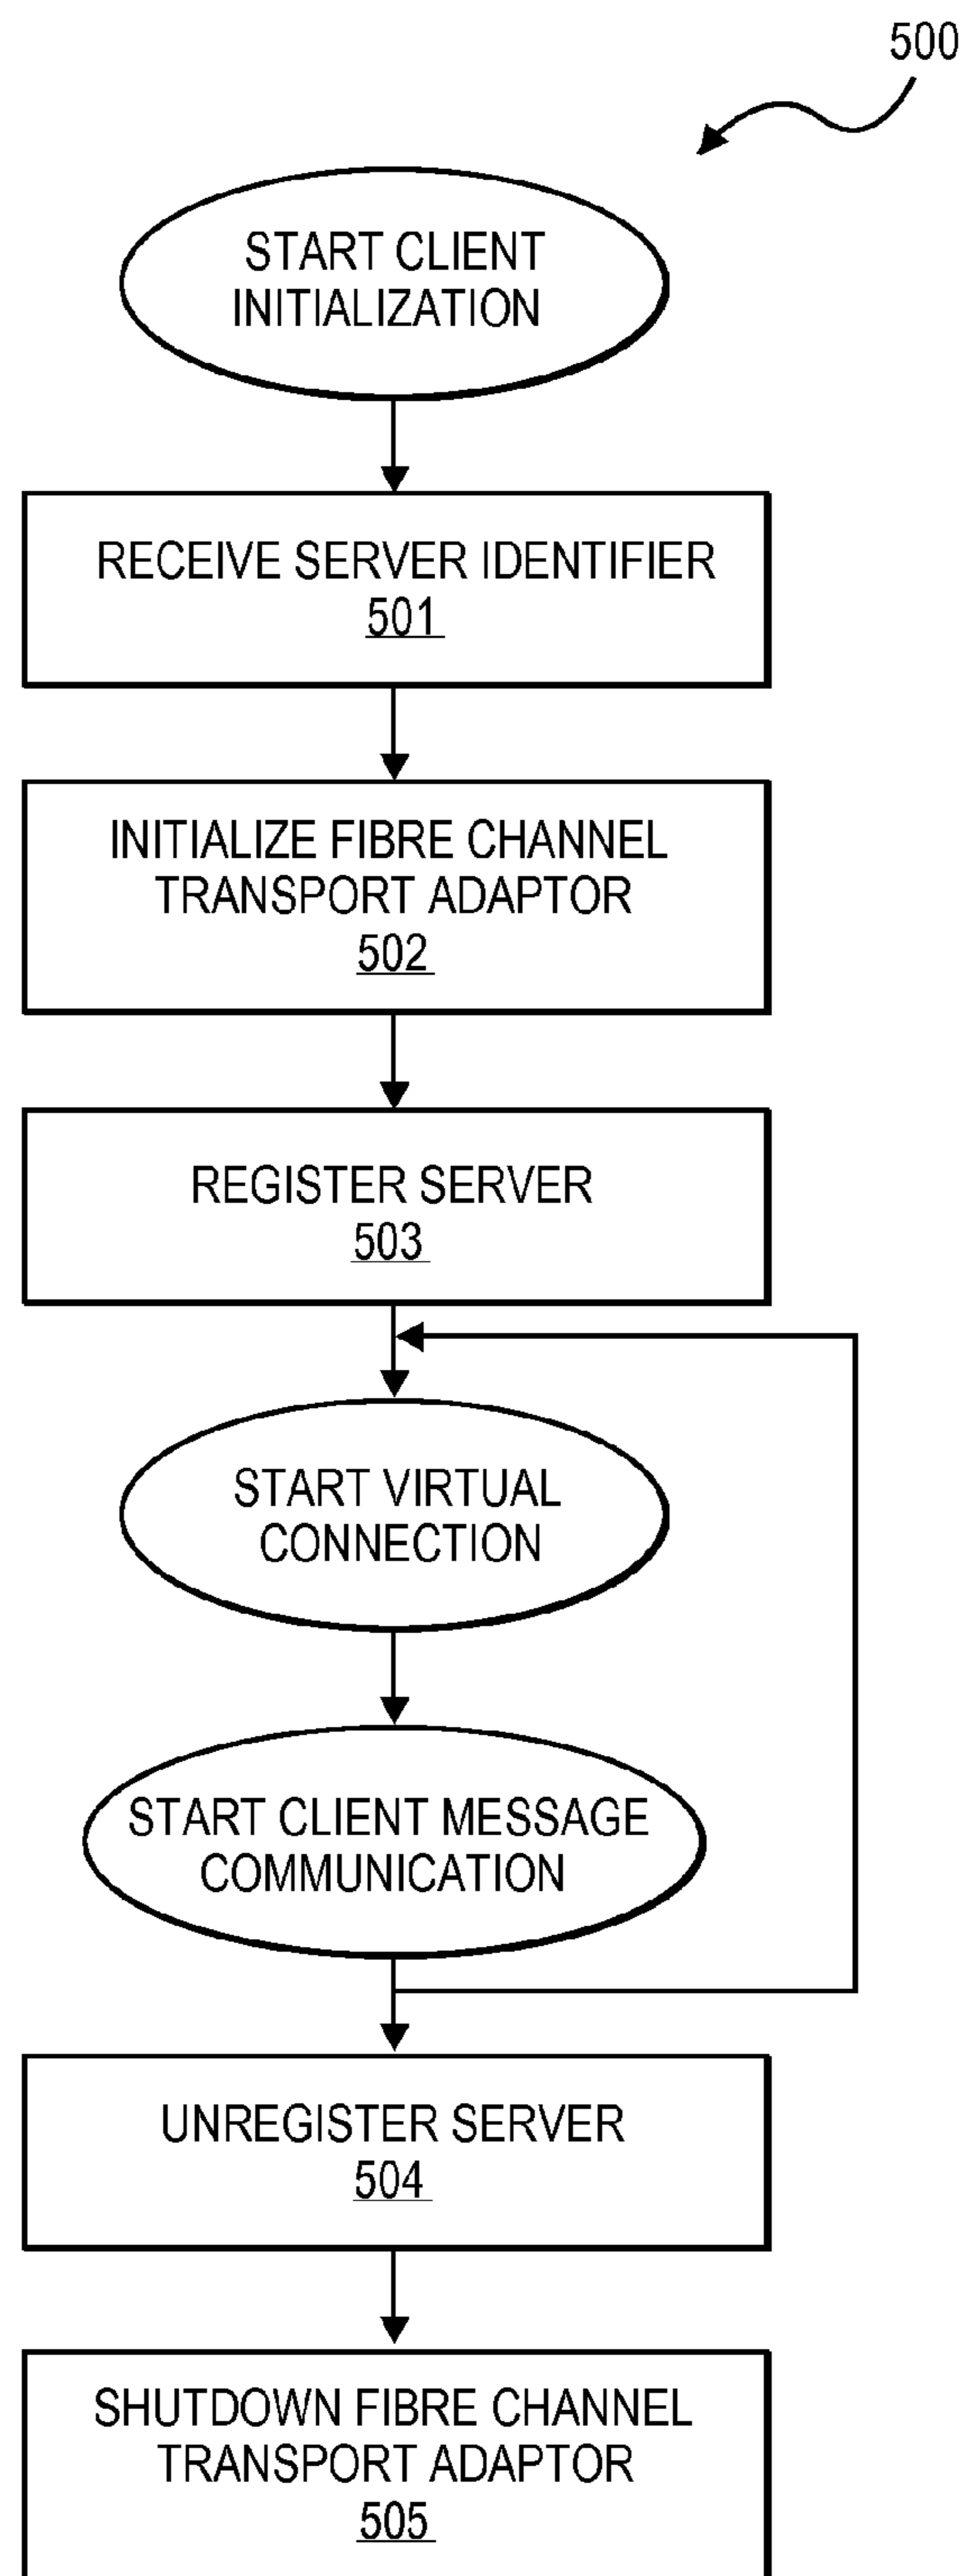 500
START CLIENT
INITIALIZATION
RECEIVE SERVER IDENTIFIER
501
INITIALIZE FIBRE CHANNEL
TRANSPORT ADAPTOR
502
REGISTER SERVER
503
START VIRTUAL
CONNECTION
START CLIENT MESSAGE
COMMUNICATION
UNREGISTER SERVER
504
SHUTDOWN FIBRE CHANNEL
TRANSPORT ADAPTOR
505